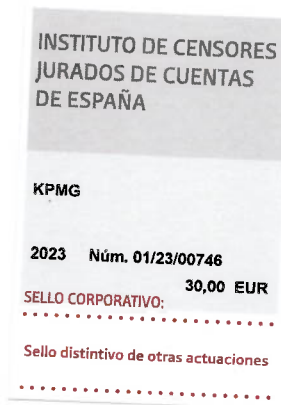 INSTITUTO DE CENSORES
JURADOS DE CUENTAS
DE ESPAÑA
KPMG
2023 Núm. 01/23/00746
30,00 EUR
SELLO CORPORATIVO:
Sello distintivo de otras actuaciones